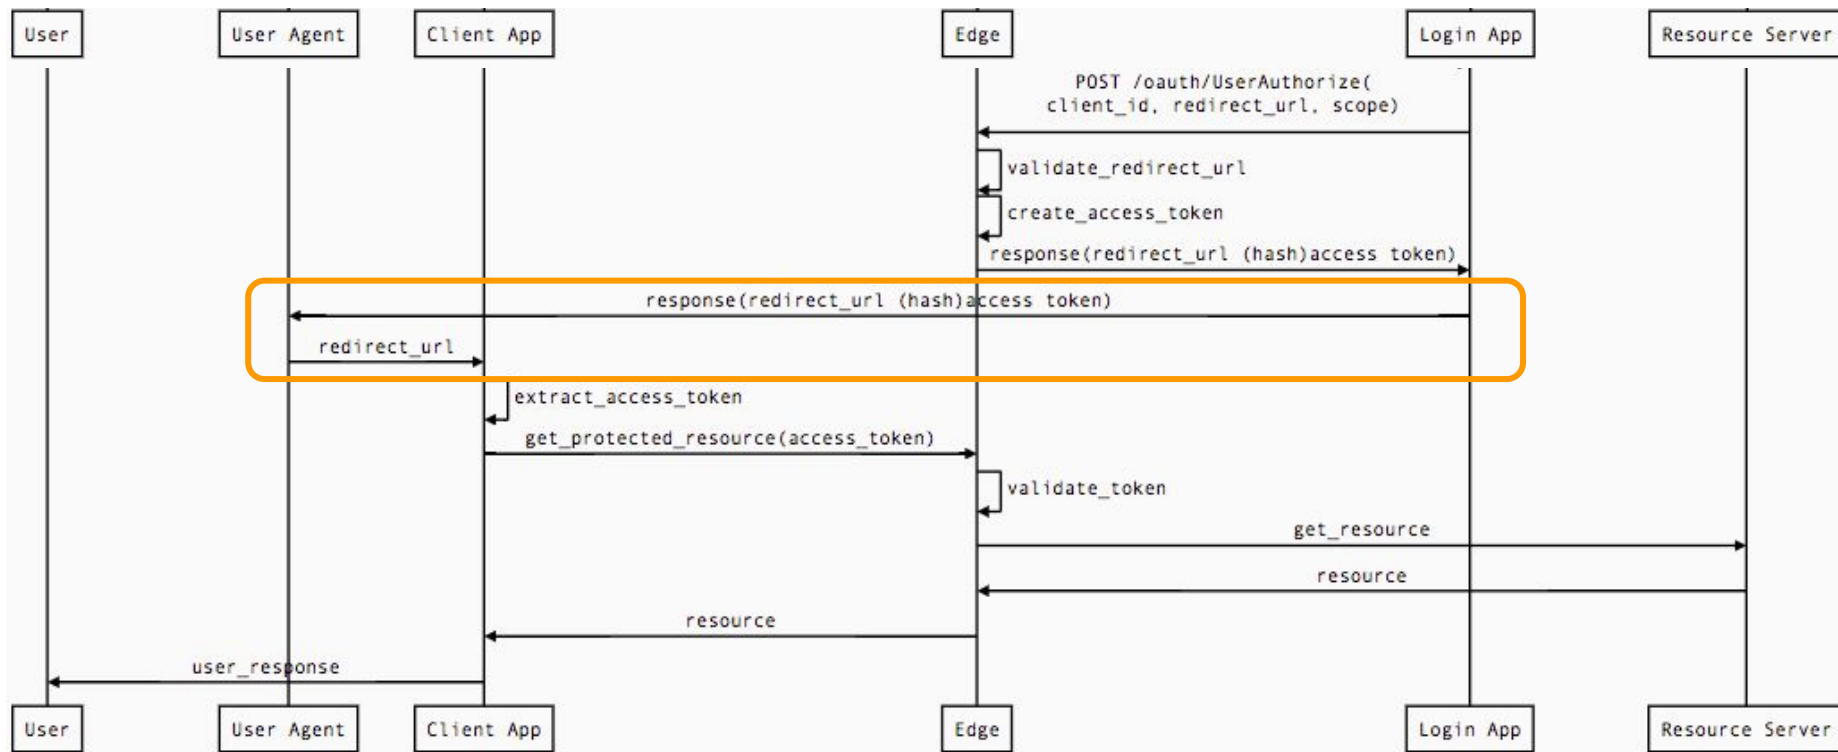 User
User Agent
Client App
Edge
Login App
Resource Server
POST /oauth/UserAuthorize(
client_id, redirect_url, scope)
validate_redirect_url
create_access_token
response(redirect_url (hash)access token)
response(redirect_url (hash)access token)
redirect_url
extract_access_token
get_protected_resource(access_token)
validate_token
get_resource
resource
resource
user_response
User
User Agent
Client App
Edge
Login App
Resource Server